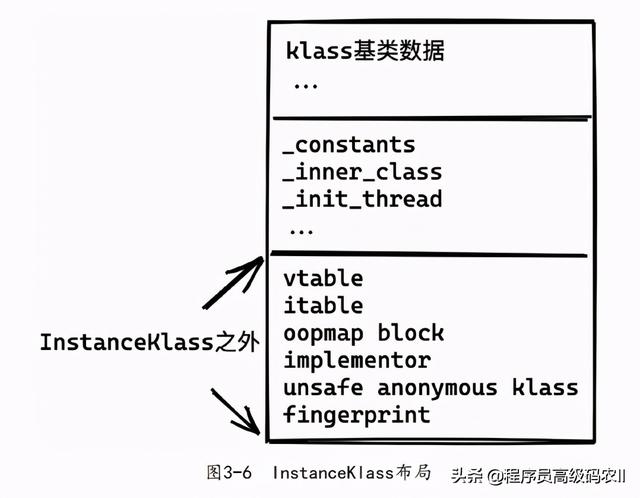 klass基类数据
...
_constants
_inner_class
_init_thread
...
vtable
itable
oopmap block
implementor
unsafe anonymous klass
fingerprint
InstanceKlass之外
图3-6 InstanceKlass布局
头条 @程序员高级码农II